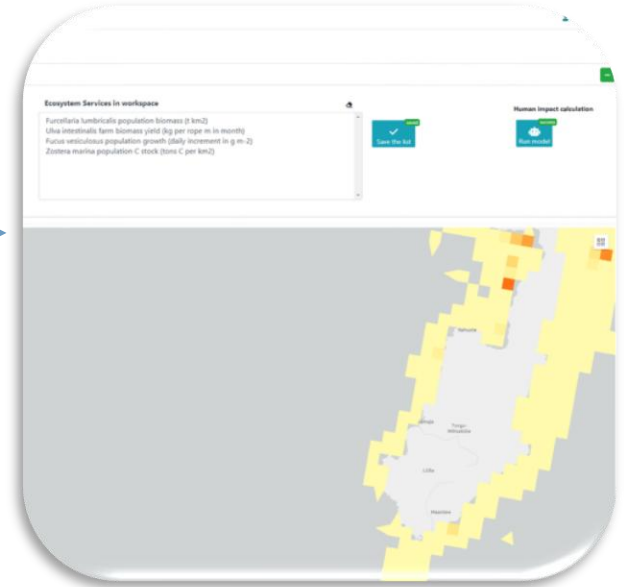 Ecosystem Services in workspace
Furcellaria lumbricalis population biomass (t km2)
Ulva intestinalis farm biomass yield (kg per rope m in month)
Fucus vesiculosus population growth (daily increment in g m-2)
Zostera marina population C stock (tons C per km2)
Save the list
Human impact calculation
Run model